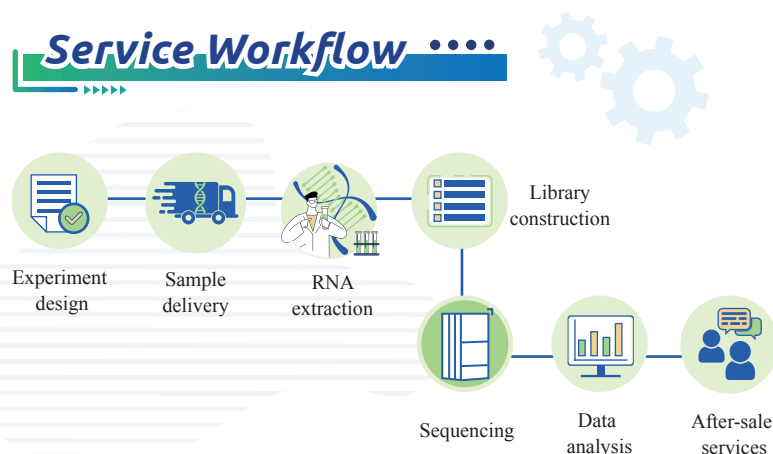 Service Workflow
Experiment
design
Sample
delivery
RNA
extraction
Library
construction
Sequencing
Data
analysis
After-sale
services